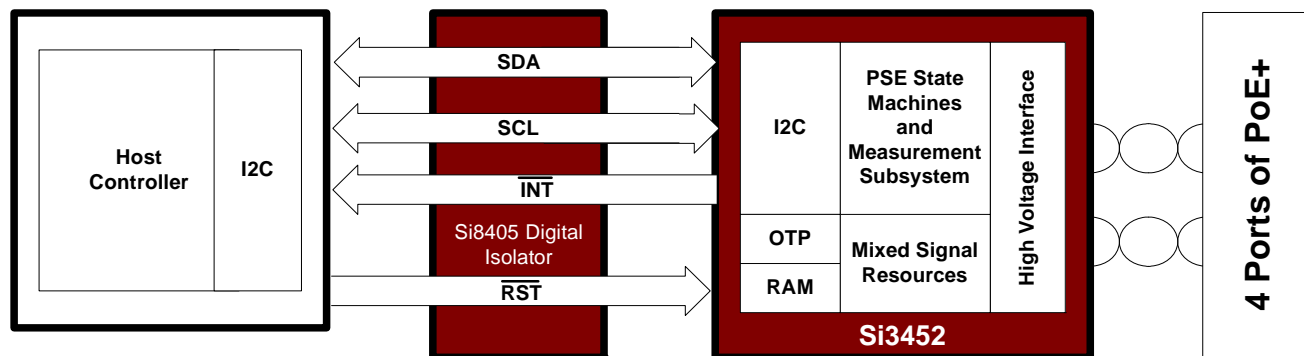 Host
Controller
I2C
SDA
SCL
INT
Si8405 Digital
Isolator
RST
I2C
PSE State
Machines
and
Measurement
Subsystem
OTP
RAM
Mixed Signal
Resources
High Voltage Interface
Si3452
4 Ports of PoE+